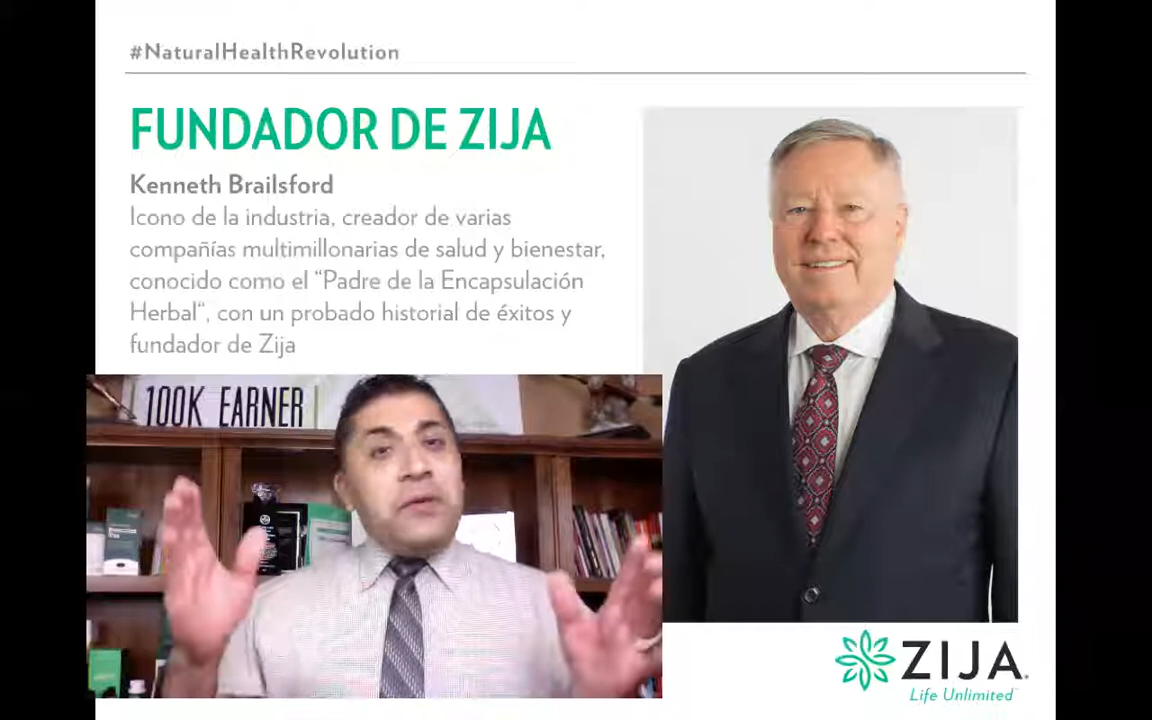 #NaturalHealthRevolution
FUNDADOR DE ZIJA
Kenneth Brailsford
Icono de la industria, creador de varias
compañías multimillonarias de salud y bienestar,
conocido como el “Padre de la Encapsulación
Herbal“, con un probado historial de éxitos y
fundador de Zija
100K EARNER
ZIJA
Life Unlimited